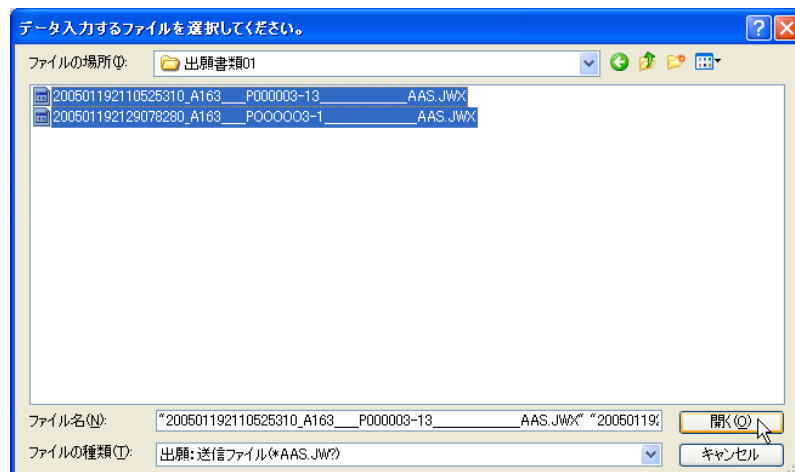 データ入力するファイルを選択してください。
ファイルの場所(I): 出願書類01
200501192110525310_A163___P000003-13____________AAS.JWX
200501192129078280_A163___POOOOO3-1_____________AAS.JWX
ファイル名(N): "200501192110525310_A163___P000003-13____________AAS.JWX" "20050119: 開く(O)
ファイルの種類(T): 出願:送信ファイル(*AAS.JW?) キャンセル